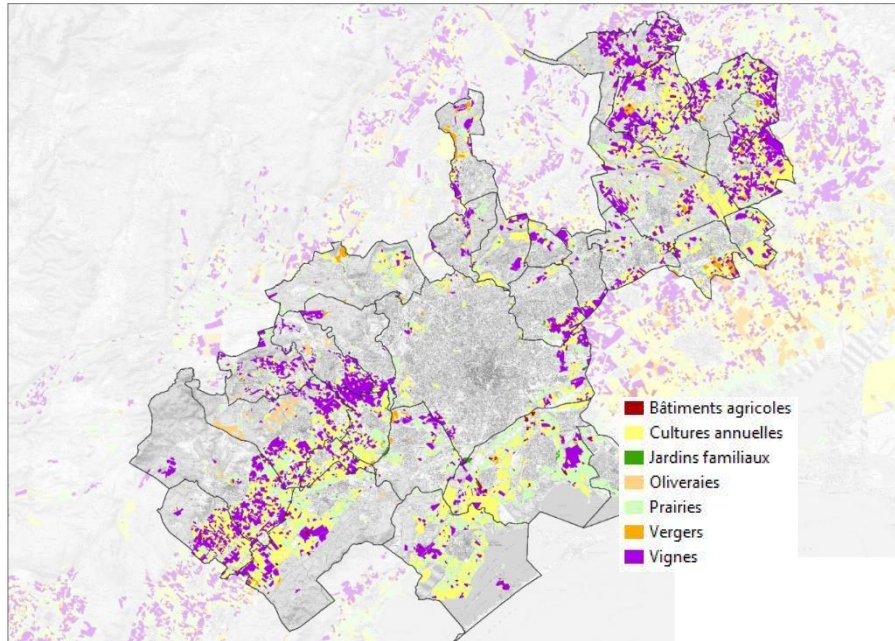 Bâtiments agricoles
Cultures annuelles
Jardins familiaux
Oliveraies
Prairies
Vergers
Vignes